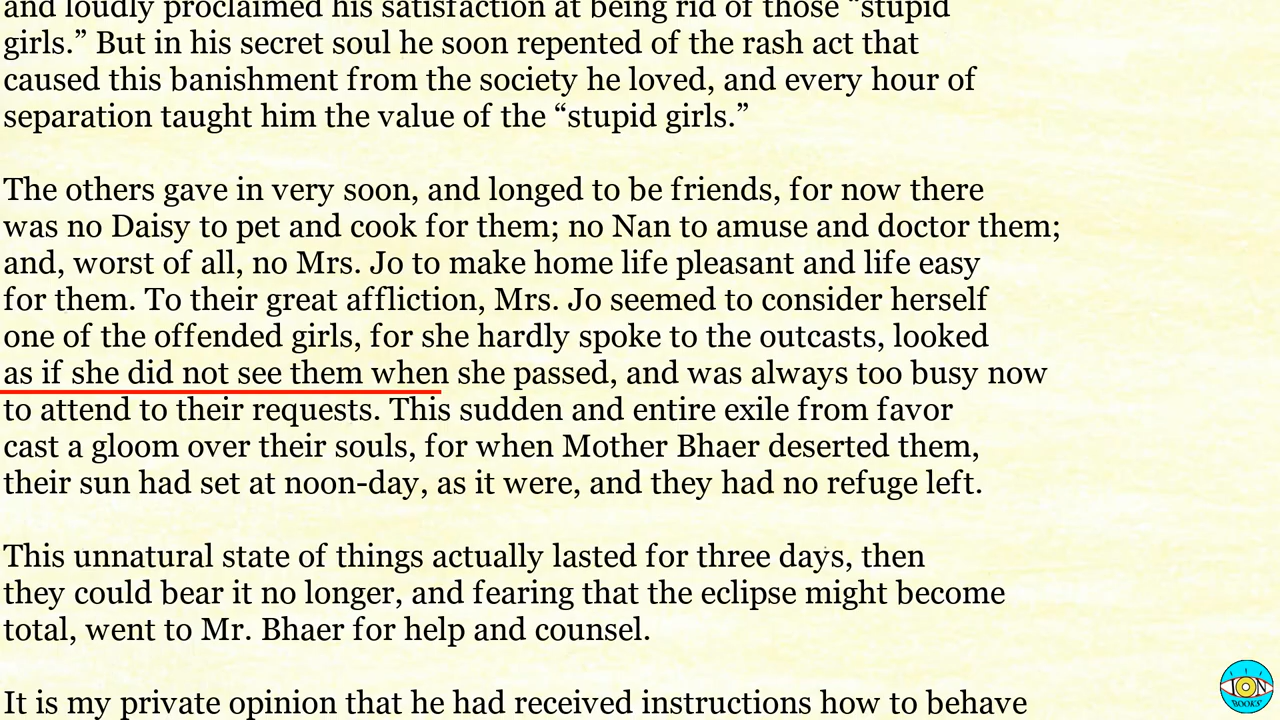 and loudly proclaimed his satisfaction at being rid of those “stupid
girls.” But in his secret soul he soon repented of the rash act that
caused this banishment from the society he loved, and every hour of
separation taught him the value of the “stupid girls.”
The others gave in very soon, and longed to be friends, for now there
was no Daisy to pet and cook for them; no Nan to amuse and doctor them;
and, worst of all, no Mrs. Jo to make home life pleasant and life easy
for them. To their great affliction, Mrs. Jo seemed to consider herself
one of the offended girls, for she hardly spoke to the outcasts, looked
as if she did not see them when she passed, and was always too busy now
to attend to their requests. This sudden and entire exile from favor
cast a gloom over their souls, for when Mother Bhaer deserted them,
their sun had set at noon-day, as it were, and they had no refuge left.
This unnatural state of things actually lasted for three days, then
they could bear it no longer, and fearing that the eclipse might become
total, went to Mr. Bhaer for help and counsel.
It is my private opinion that he had received instructions how to behave
ION
BOOKS